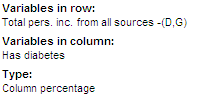 Variables in row:
Total pers. inc. from all sources -(D,G)
Variables in column:
Has diabetes
Type:
Column percentage